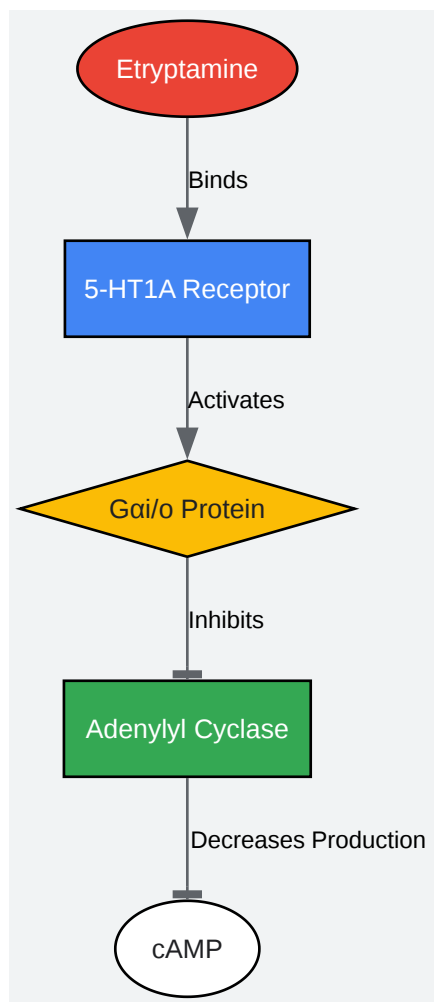 Etryptamine
Binds
5-HT1A Receptor
Activates
Gαi/o Protein
Inhibits
Adenylyl Cyclase
Decreases Production
cAMP